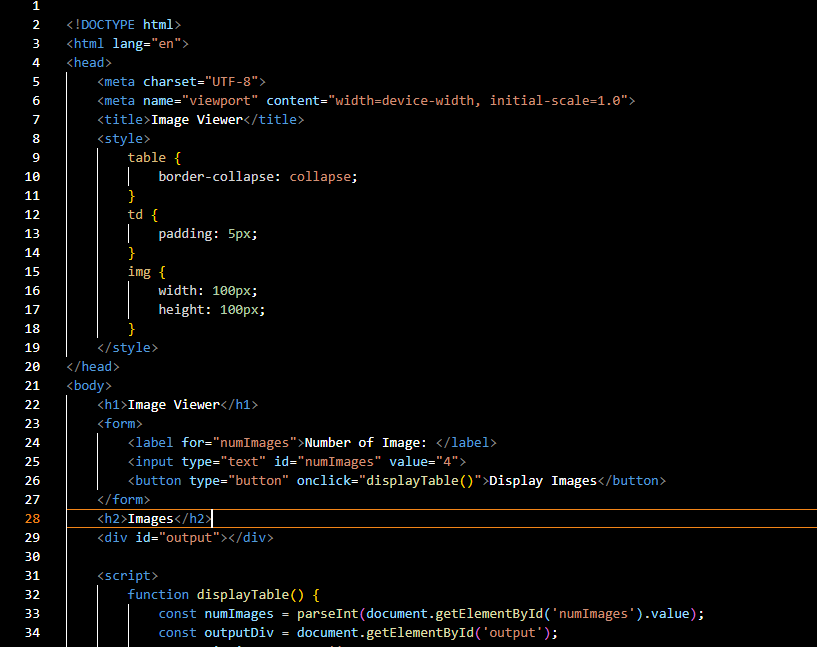 1
2 <!DOCTYPE html>
3 <html lang="en">
4 <head>
5 <meta charset="UTF-8">
6 <meta name="viewport" content="width=device-width, initial-scale=1.0">
7 <title>Image Viewer</title>
8 <style>
9 table {
10 border-collapse: collapse;
11 }
12 td {
13 padding: 5px;
14 }
15 img {
16 width: 100px;
17 height: 100px;
18 }
19 </style>
20 </head>
21 <body>
22 <h1>Image Viewer</h1>
23 <form>
24 <label for="numImages">Number of Image: </label>
25 <input type="text" id="numImages" value="4">
26 <button type="button" onclick="displayTable()">Display Images</button>
27 </form>
28 <h2>Images</h2>
29 <div id="output"></div>
30
31 <script>
32 function displayTable() {
33 const numImages = parseInt(document.getElementById('numImages').value);
34 const outputDiv = document.getElementById('output');